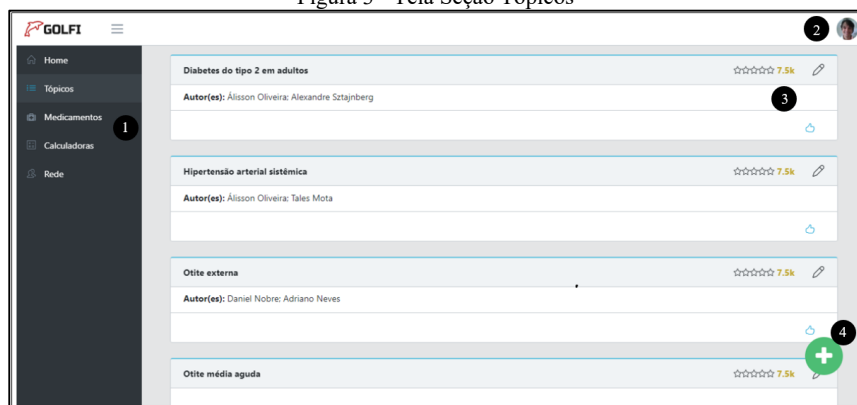 Figura 3 - Tela Seção Tópicos
GOLFI
2
Home
Tópicos
Medicamentos
1
Calculadoras
Rede
Diabetes do tipo 2 em adultos
7.5k
Autor(es): Álisson Oliveira; Alexandre Sztajnberg
3
Hipertensão arterial sistêmica
7.5k
Autor(es): Álisson Oliveira; Tales Mota
Otite externa
7.5k
Autor(es): Daniel Nobre; Adriano Neves
4
Otite média aguda
7.5k